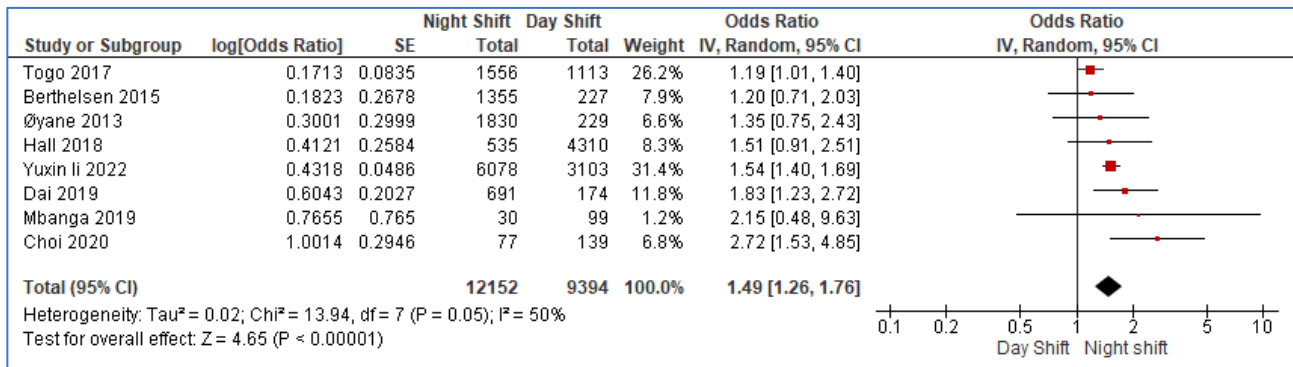 Night Shift Day Shift Odds Ratio Odds Ratio
Study or Subgroup log[Odds Ratio] SE Total Total Weight IV, Random, 95% CI IV, Random, 95% CI
Togo 2017 0.1713 0.0835 1556 1113 26.2% 1.19 [1.01, 1.40]
Berthelsen 2015 0.1823 0.2678 1355 227 7.9% 1.20 [0.71, 2.03]
Øyane 2013 0.3001 0.2999 1830 229 6.6% 1.35 [0.75, 2.43]
Hall 2018 0.4121 0.2584 535 4310 8.3% 1.51 [0.91, 2.51]
Yuxin li 2022 0.4318 0.0486 6078 3103 31.4% 1.54 [1.40, 1.69]
Dai 2019 0.6043 0.2027 691 174 11.8% 1.83 [1.23, 2.72]
Mbanga 2019 0.7655 0.765 30 99 1.2% 2.15 [0.48, 9.63]
Choi 2020 1.0014 0.2946 77 139 6.8% 2.72 [1.53, 4.85]
Total (95% CI) 12152 9394 100.0% 1.49 [1.26, 1.76]
Heterogeneity: Tau² = 0.02; Chi² = 13.94, df = 7 (P = 0.05); I² = 50%
Test for overall effect: Z = 4.65 (P < 0.00001)
0.1 0.2 0.5 1 2 5 10
Day Shift Night shift